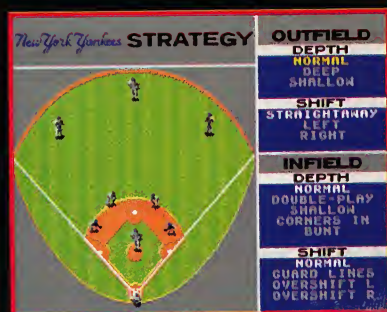 New York Yankees STRATEGY
OUTFIELD
DEPTH
NORMAL
DEEP
SHALLOW
SHIFT
STRAIGHTAWAY
LEFT
RIGHT
INFIELD
DEPTH
NORMAL
DOUBLE-PLAY
SHALLOW
CORNERS IN
BUNT
SHIFT
NORMAL
GUARD LINES
OVERSHIFT L
OVERSHIFT R